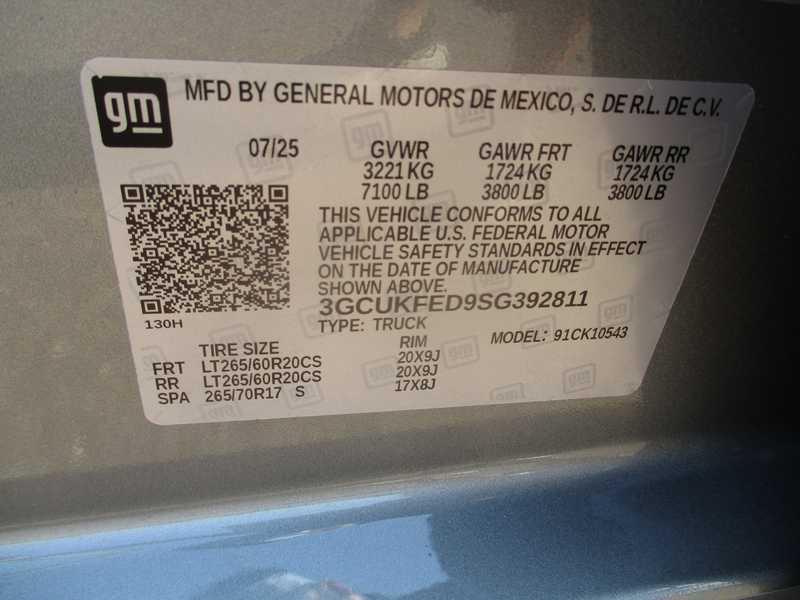 gm MFD BY GENERAL MOTORS DE MEXICO, S. DE R.L. DE C.V.
07/25 GVWR GAWR FRT GAWR RR
3221 KG 1724 KG 1724 KG
7100 LB 3800 LB 3800 LB
THIS VEHICLE CONFORMS TO ALL
APPLICABLE U.S. FEDERAL MOTOR
VEHICLE SAFETY STANDARDS IN EFFECT
ON THE DATE OF MANUFACTURE
SHOWN ABOVE.
3GCUKFED9SG392811
130H
TYPE: TRUCK MODEL: 91CK10543
TIRE SIZE RIM
FRT LT265/60R20CS 20X9J
RR LT265/60R20CS 20X9J
SPA 265/70R17 S 17X8J